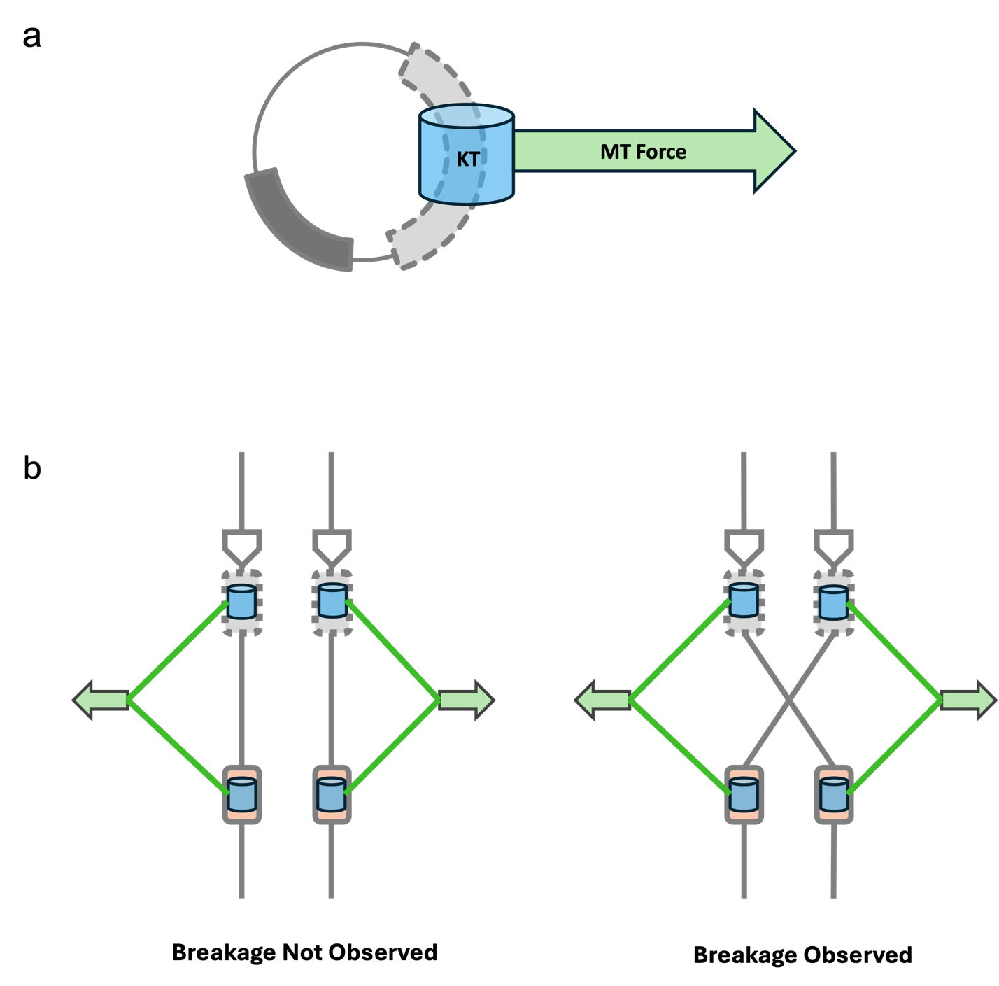 a
KT
MT Force
b
Breakage Not Observed
Breakage Observed